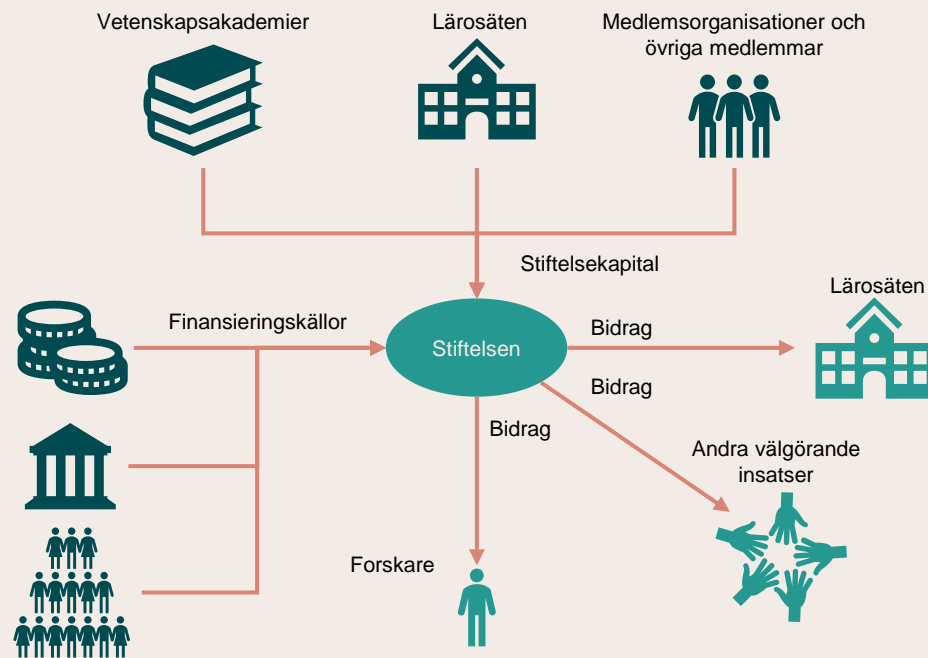 Vetenskapsakademier
Lärosäten
Medlemsorganisationer och
övriga medlemmar
Stiftelsekapital
Lärosäten
Finansieringskällor
Stiftelsen
Bidrag
Bidrag
Bidrag
Andra välgörande
insatser
Forskare